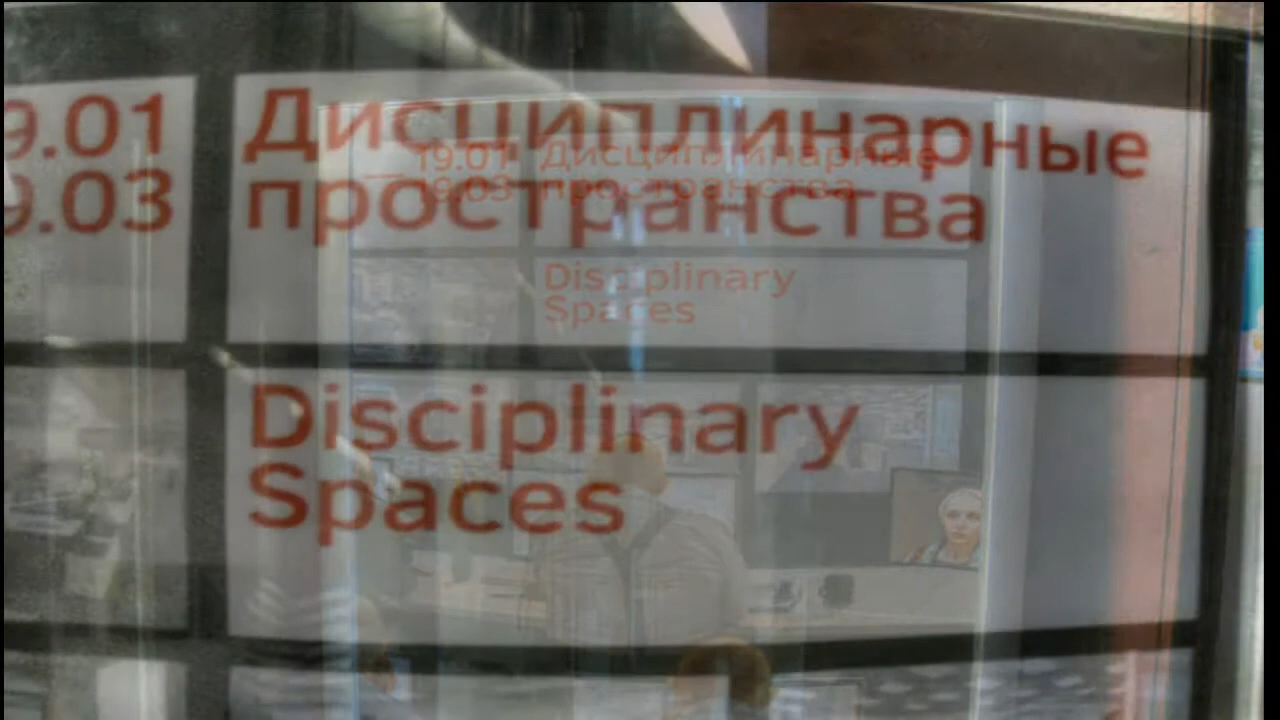 9.01
9.03
Дисциплинарные
пространства
Disciplinary
Spaces
19.01
19.03
Дисциплинарные
пространства
Disciplinary
Spaces